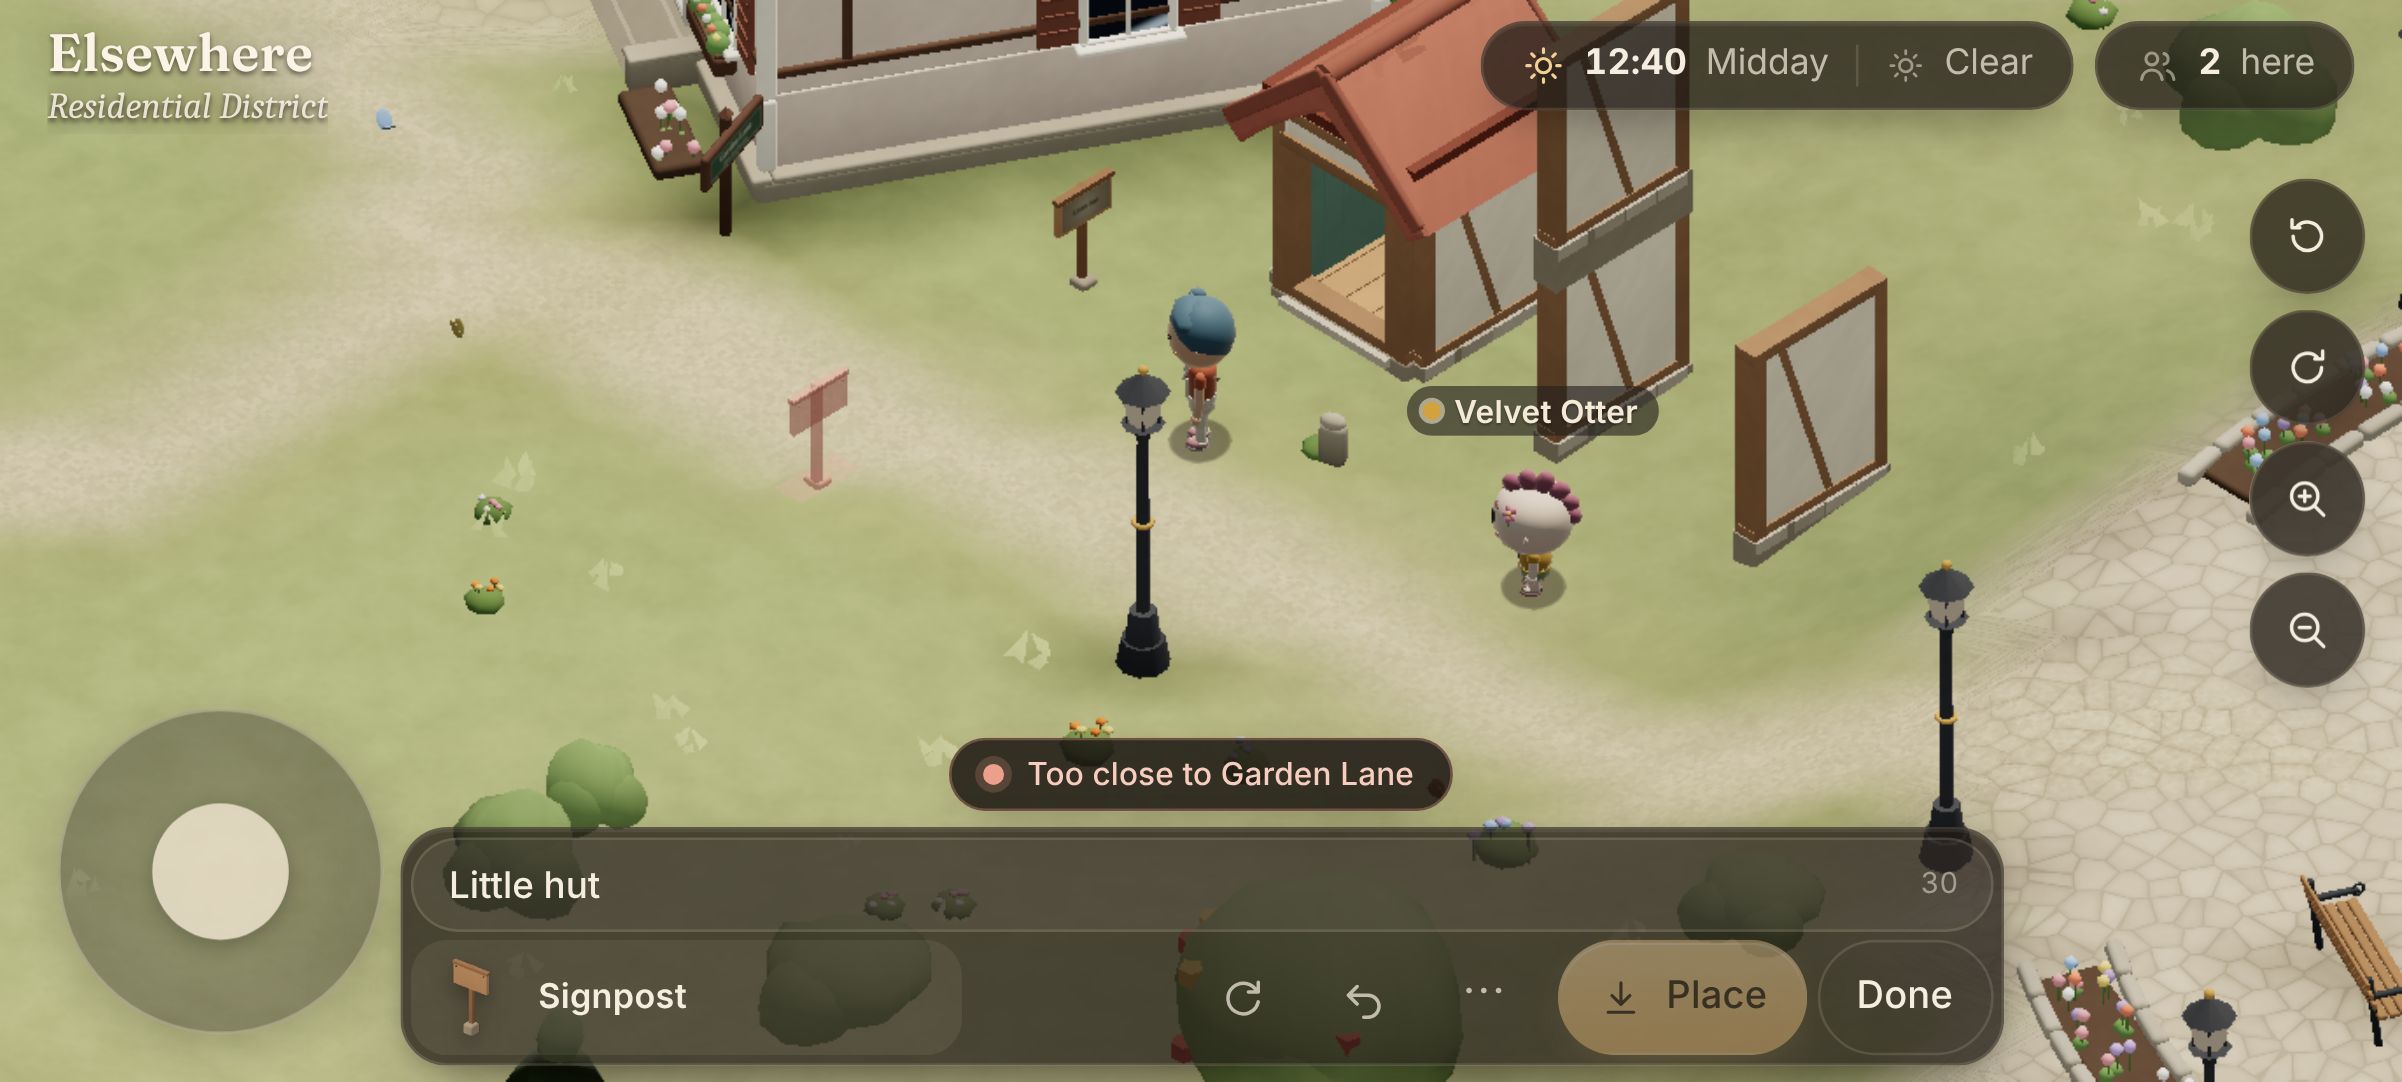 Elsewhere
Residential District
12:40 Midday
Clear
2 here
Velvet Otter
Too close to Garden Lane
Little hut
30
Signpost
...
Place
Done